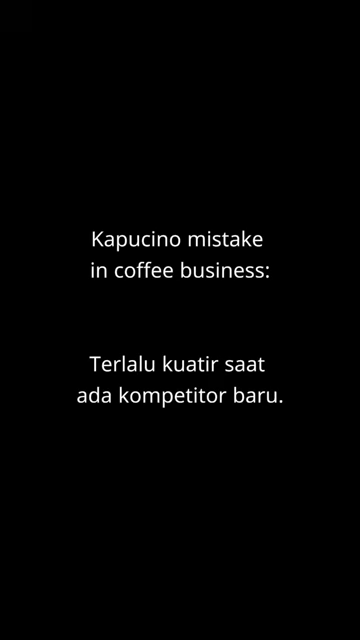 Kapucino mistake
in coffee business:
Terlalu kuatir saat
ada kompetitor baru.